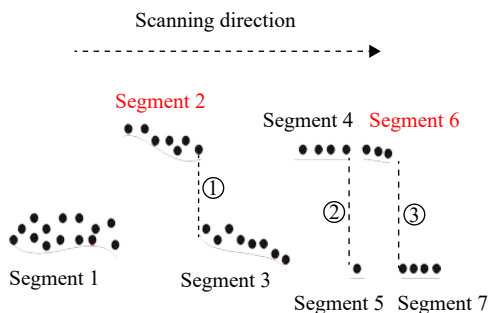 Scanning direction
Segment 2
Segment 4
Segment 6
①
②
③
Segment 1
Segment 3
Segment 5
Segment 7